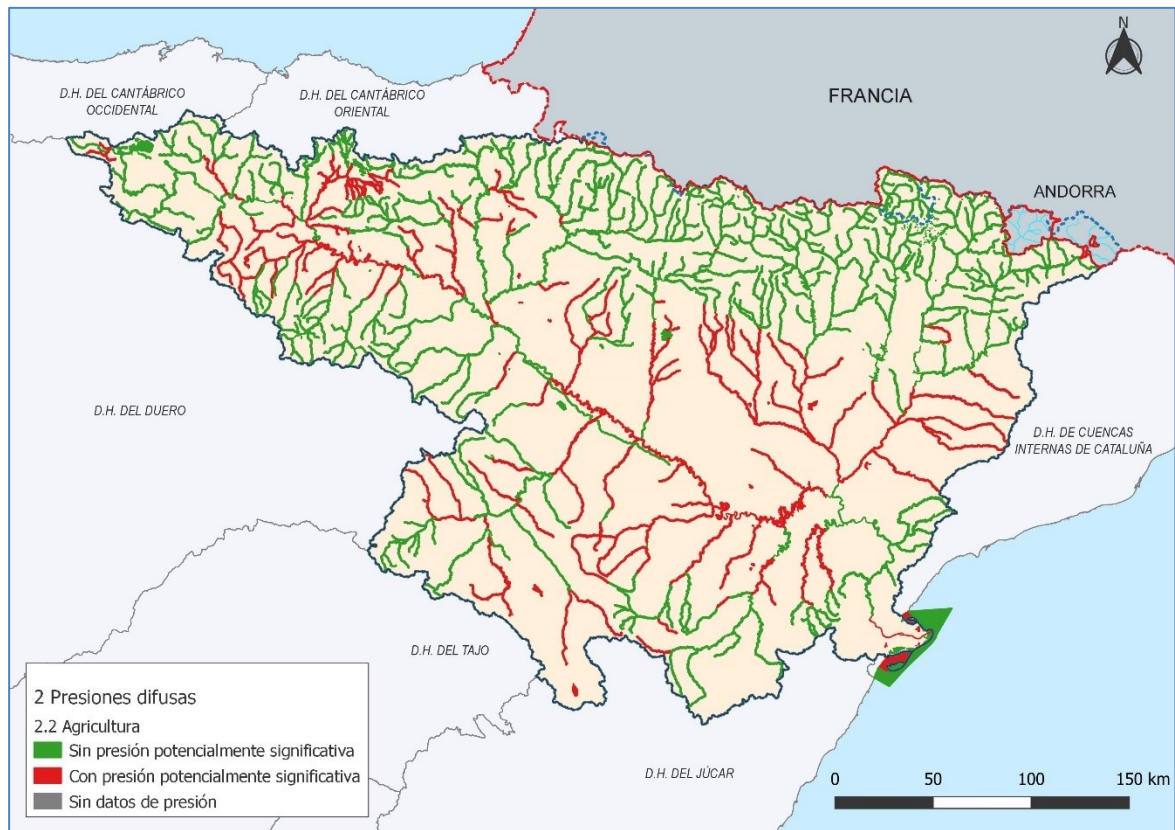 N
D.H. DEL CANTÁBRICO
OCCIDENTAL
D.H. DEL CANTÁBRICO
ORIENTAL
FRANCIA
ANDORRA
D.H. DEL DUERO
D.H. DE CUENCAS
INTERNAS DE CATALUÑA
D.H. DEL TAJO
D.H. DEL JÚCAR
2 Presiones difusas
2.2 Agricultura
Sin presión potencialmente significativa
Con presión potencialmente significativa
Sin datos de presión
0 50 100 150 km